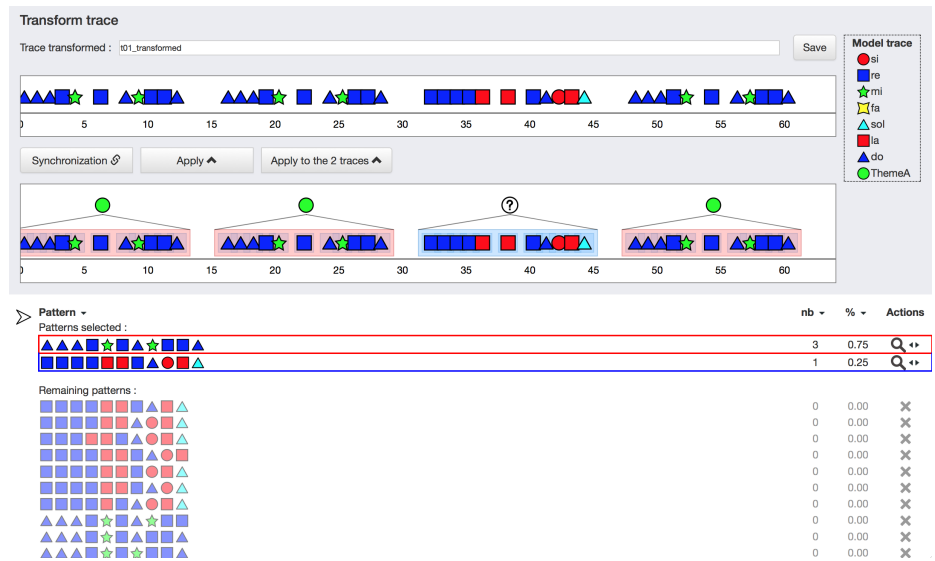 Transform trace
Trace transformed : t01_transformed
Save
Model trace
si
re
mi
fa
sol
la
do
ThemeA
0 5 10 15 20 25 30 35 40 45 50 55 60
Synchronization Apply Apply to the 2 traces
?
0 5 10 15 20 25 30 35 40 45 50 55 60
Pattern nb % Actions
Patterns selected :
3 0.75
1 0.25
Remaining patterns :
0 0.00
0 0.00
0 0.00
0 0.00
0 0.00
0 0.00
0 0.00
0 0.00
0 0.00
0 0.00